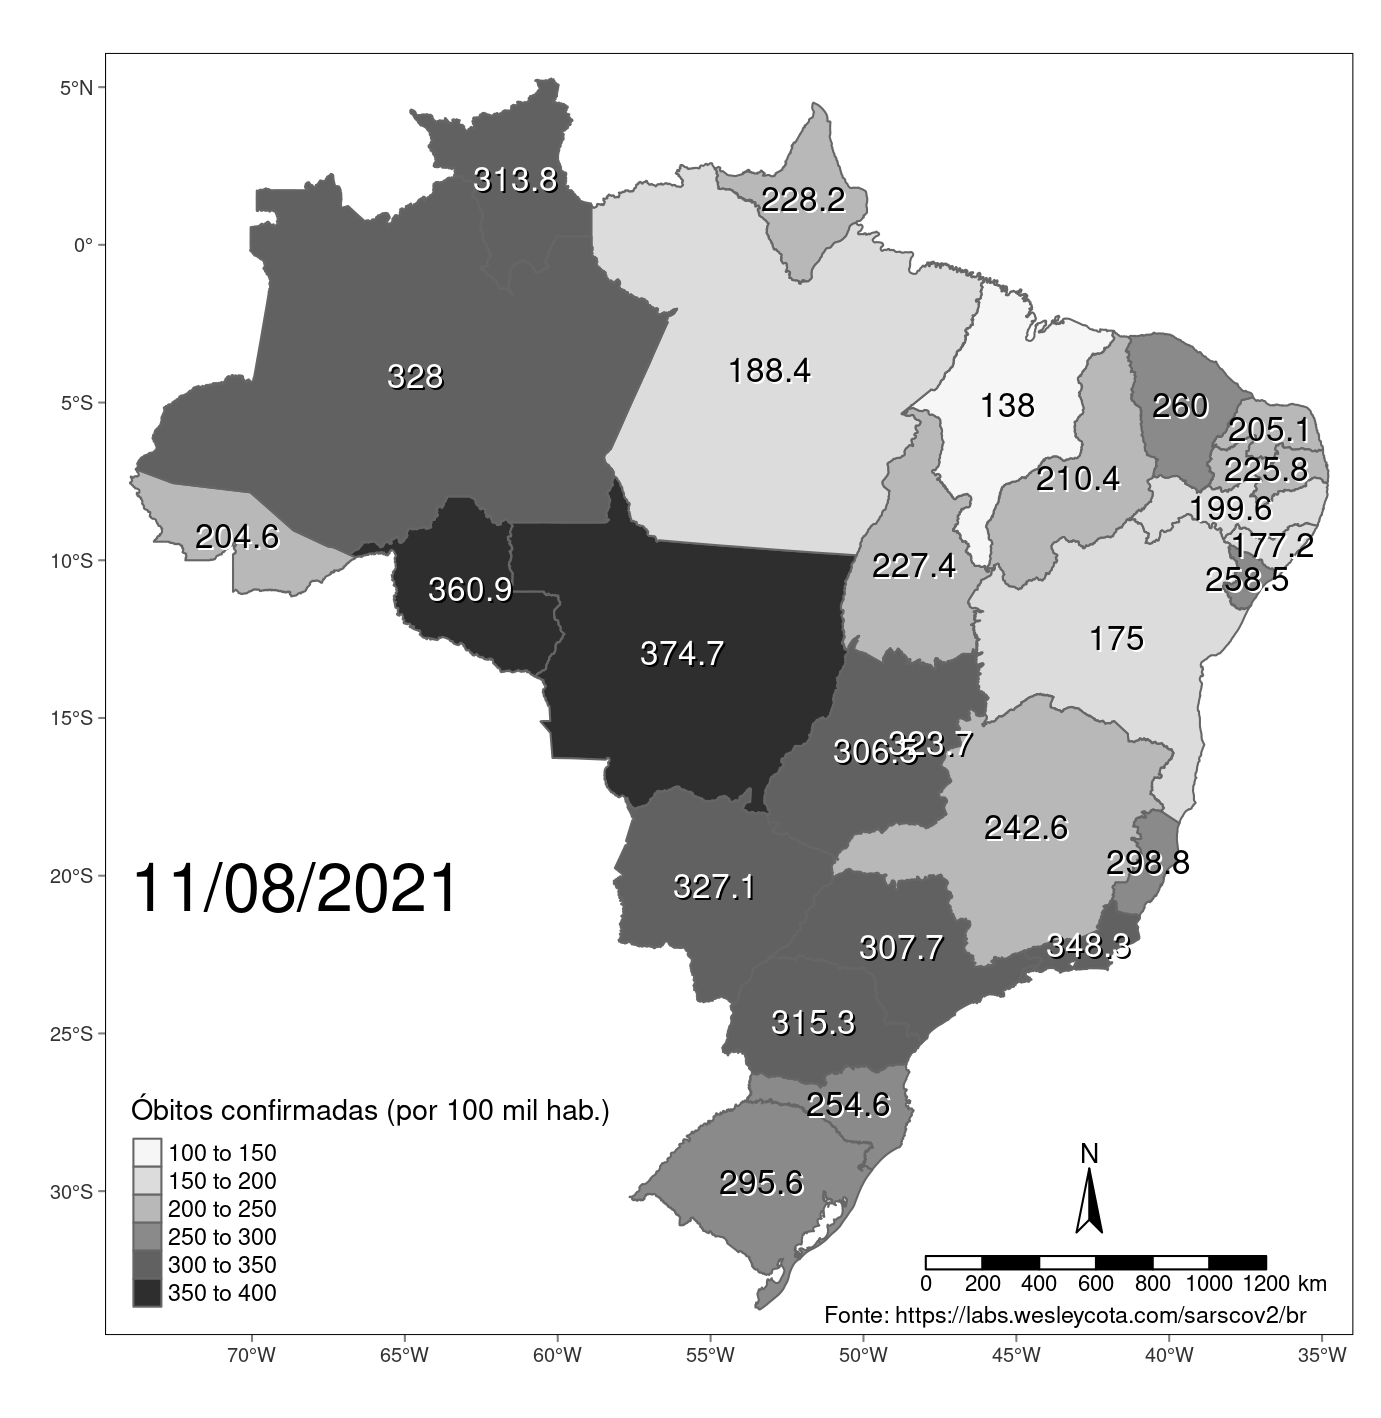 5°N
0°
5°S
10°S
15°S
20°S
25°S
30°S
313.8
228.2
328
188.4
138
260
205.1
225.8
210.4
199.6
204.6
177.2
227.4
258.5
360.9
175
374.7
323.7
306.5
242.6
298.8
327.1
307.7
348.3
315.3
254.6
295.6
11/08/2021
Óbitos confirmadas (por 100 mil hab.)
100 to 150
150 to 200
200 to 250
250 to 300
300 to 350
350 to 400
N
0 200 400 600 800 1000 1200 km
Fonte: https://labs.wesleycota.com/sarscov2/br
70°W 65°W 60°W 55°W 50°W 45°W 40°W 35°W